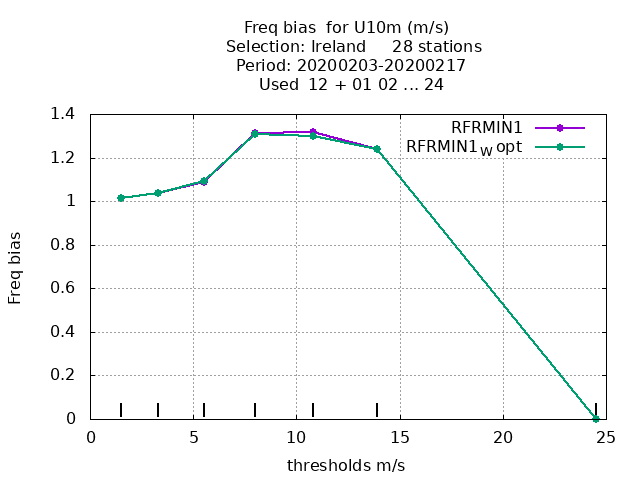 Freq bias  for U10m (m/s)
Selection: Ireland     28 stations
Period: 20200203-20200217
Used  12 + 01 02 ... 24
RFRMIN1
RFRMIN1W opt
1.4
1.2
1
0.8
0.6
0.4
0.2
0
Freq bias
0 5 10 15 20 25
thresholds m/s